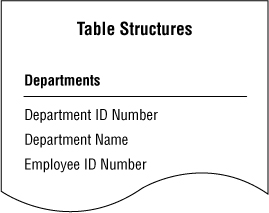 Table Structures
Departments
Department ID Number
Department Name
Employee ID Number